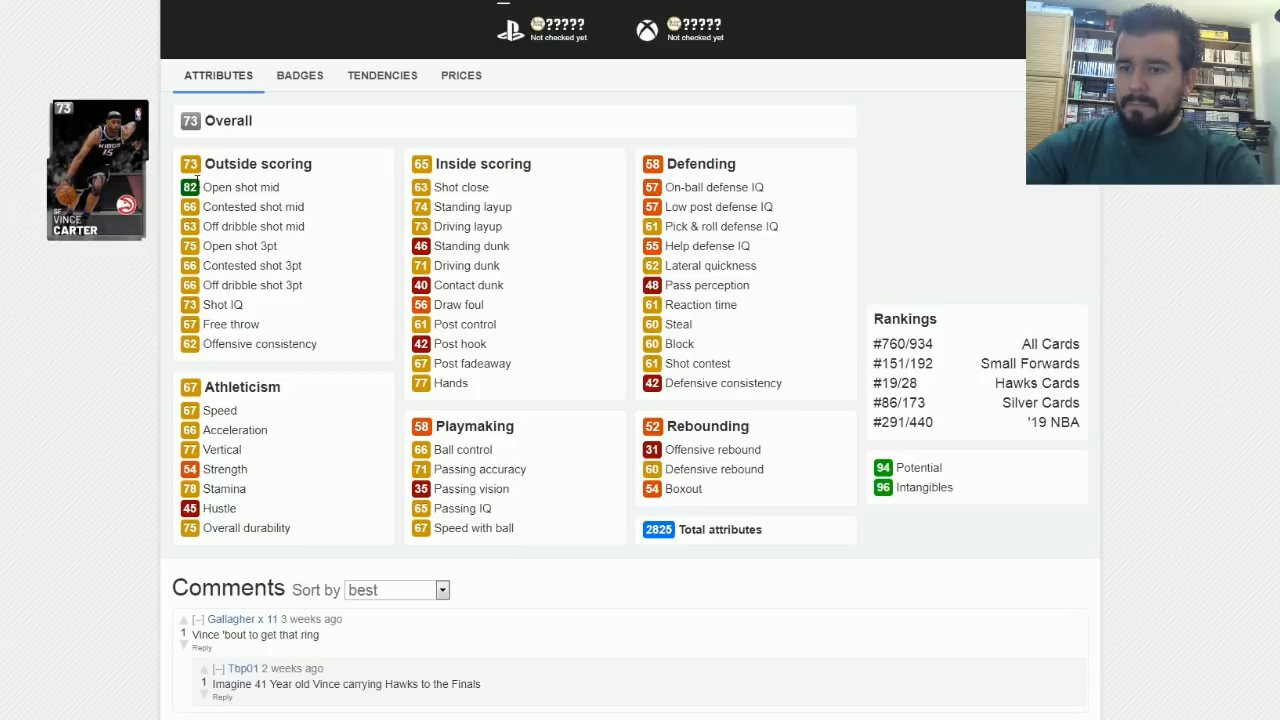 ?????
Not checked yet
?????
Not checked yet
ATTRIBUTES
BADGES
TENDENCIES
PRICES
73
KINGS
15
SF
VINCE
CARTER
73 Overall
73 Outside scoring
82 Open shot mid
66 Contested shot mid
63 Off dribble shot mid
75 Open shot 3pt
66 Contested shot 3pt
66 Off dribble shot 3pt
73 Shot IQ
67 Free throw
62 Offensive consistency
67 Athleticism
67 Speed
66 Acceleration
77 Vertical
54 Strength
78 Stamina
45 Hustle
75 Overall durability
65 Inside scoring
63 Shot close
74 Standing layup
73 Driving layup
46 Standing dunk
71 Driving dunk
40 Contact dunk
56 Draw foul
61 Post control
42 Post hook
67 Post fadeaway
77 Hands
58 Playmaking
66 Ball control
71 Passing accuracy
35 Passing vision
65 Passing IQ
67 Speed with ball
58 Defending
57 On-ball defense IQ
57 Low post defense IQ
61 Pick & roll defense IQ
55 Help defense IQ
62 Lateral quickness
48 Pass perception
61 Reaction time
60 Steal
60 Block
61 Shot contest
42 Defensive consistency
52 Rebounding
31 Offensive rebound
60 Defensive rebound
54 Boxout
2825 Total attributes
Rankings
#760/934 All Cards
#151/192 Small Forwards
#19/28 Hawks Cards
#86/173 Silver Cards
#291/440 '19 NBA
94 Potential
96 Intangibles
Comments Sort by best
[–] Gallagher x 11 3 weeks ago
1 Vince 'bout to get that ring
Reply
[–] Tbp01 2 weeks ago
1 Imagine 41 Year old Vince carrying Hawks to the Finals
Reply